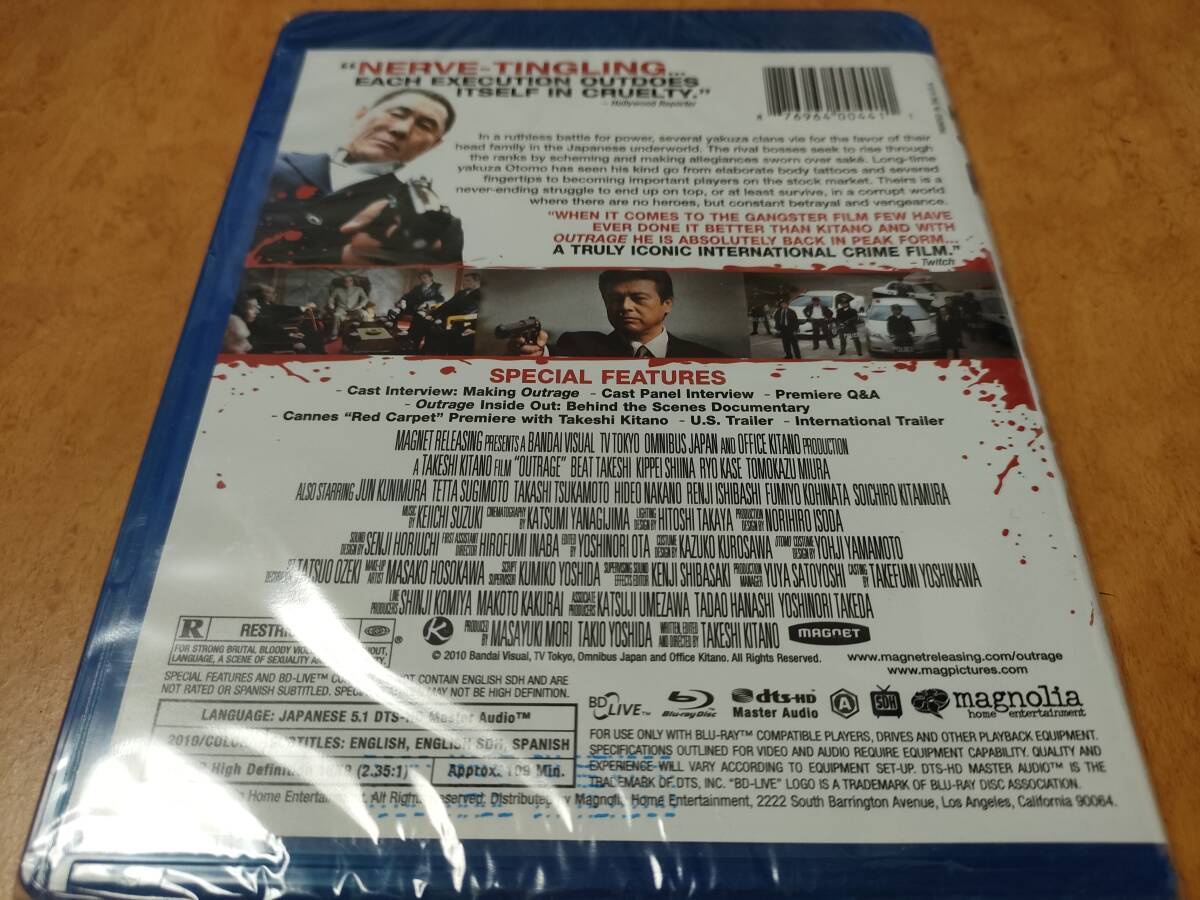 “NERVE-TINGLING...
EACH EXECUTION OUTDOES
ITSELF IN CRUELTY.”
– Hollywood Reporter
8 76964 00441 1
In a ruthless battle for power, several yakuza clans vie for the favor of their
head family in the Japanese underworld. The rival bosses seek to rise through
the ranks by scheming and making allegiances sworn over saké. Long-time
yakuza Otomo has seen his kind go from elaborate body tattoos and severed
fingertips to becoming important players on the stock market. Theirs is a
never-ending struggle to end up on top, or at least survive, in a corrupt world
where there are no heroes, but constant betrayal and vengeance.
“WHEN IT COMES TO THE GANGSTER FILM FEW HAVE
EVER DONE IT BETTER THAN KITANO AND WITH
OUTRAGE HE IS ABSOLUTELY BACK IN PEAK FORM...
A TRULY ICONIC INTERNATIONAL CRIME FILM.”
– Twitch
SPECIAL FEATURES
- Cast Interview: Making Outrage - Cast Panel Interview - Premiere Q&A
- Outrage Inside Out: Behind the Scenes Documentary
- Cannes “Red Carpet” Premiere with Takeshi Kitano - U.S. Trailer - International Trailer
MAGNET RELEASING PRESENTS A BANDAI VISUAL TV TOKYO OMNIBUS JAPAN AND OFFICE KITANO PRODUCTION
A TAKESHI KITANO FILM “OUTRAGE” BEAT TAKESHI KIPPEI SHIINA RYO KASE TOMOKAZU MIURA
ALSO STARRING JUN KUNIMURA TETTA SUGIMOTO TAKASHI TSUKAMOTO HIDEO NAKANO RENJI ISHIBASHI FUMIYO KOHINATA SOICHIRO KITAMURA
MUSIC BY KEIICHI SUZUKI CINEMATOGRAPHY BY KATSUMI YANAGIJIMA LIGHTING DESIGN BY HITOSHI TAKAYA PRODUCTION DESIGN BY NORIHIRO ISODA
SOUND DESIGN BY SENJI HORIUCHI FIRST ASSISTANT DIRECTOR HIROFUMI INABA EDITED BY YOSHINORI OTA COSTUME DESIGN BY KAZUKO KUROSAWA OTOMO COSTUME DESIGN BY YOHJI YAMAMOTO
TATSUO OZEKI MAKE-UP ARTIST MASAKO HOSOKAWA SCRIPT SUPERVISOR KUMIKO YOSHIDA SUPERVISING SOUND EFFECTS EDITOR KENJI SHIBASAKI PRODUCTION MANAGER YUYA SATOYOSHI CASTING BY TAKEFUMI YOSHIKAWA
LINE PRODUCERS SHINJI KOMIYA MAKOTO KAKURAI ASSOCIATE PRODUCERS KATSUJI UMEZAWA TADAO HANASHI YOSHINORI TAKEDA
PRODUCED BY MASAYUKI MORI TAKIO YOSHIDA WRITTEN, EDITED AND DIRECTED BY TAKESHI KITANO MAGNET
R RESTRIC
FOR STRONG BRUTAL BLOODY
LANGUAGE, A SCENE OF SEXUALITY
© 2010 Bandai Visual, TV Tokyo, Omnibus Japan and Office Kitano. All Rights Reserved.
www.magnetreleasing.com/outrage
www.magpictures.com
SPECIAL FEATURES AND BD-LIVE™ NOT CONTAIN ENGLISH SDH AND ARE
NOT RATED OR SPANISH SUBTITLED. MAY NOT BE HIGH DEFINITION.
LANGUAGE: JAPANESE 5.1 DTS-HD Master Audio™
SUBTITLES: ENGLISH, ENGLISH SDH, SPANISH
High Definition (2.35:1) Approx. 109 Min.
BD LIVE™ Blu-ray Disc dts-HD Master Audio A SDH magnolia home entertainment
FOR USE ONLY WITH BLU-RAY™ COMPATIBLE PLAYERS, DRIVES AND OTHER PLAYBACK EQUIPMENT.
SPECIFICATIONS OUTLINED FOR VIDEO AND AUDIO REQUIRE EQUIPMENT CAPABILITY. QUALITY AND
EXPERIENCE WILL VARY ACCORDING TO EQUIPMENT SET-UP. DTS-HD MASTER AUDIO™ IS THE
TRADEMARK OF DTS, INC. “BD-LIVE” LOGO IS A TRADEMARK OF BLU-RAY DISC ASSOCIATION.
Home Entertainment. All Rights Reserved. Distributed by Magnolia Home Entertainment, 2222 South Barrington Avenue, Los Angeles, California 90064.